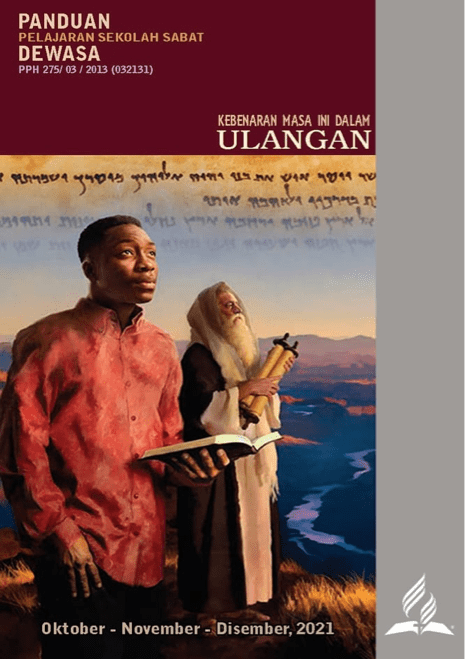 PANDUAN
PELAJARAN SEKOLAH SABAT
DEWASA
PPH 275/ 03 / 2013 (032131)
KEBENARAN MASA INI DALAM
ULANGAN
Oktober - November - Disember, 2021